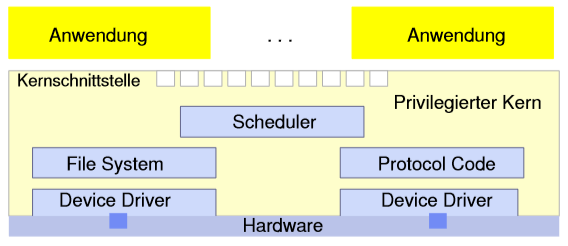 Anwendung
. . .
Anwendung
Kernschnittstelle
Privilegierter Kern
Scheduler
File System
Protocol Code
Device Driver
Device Driver
Hardware